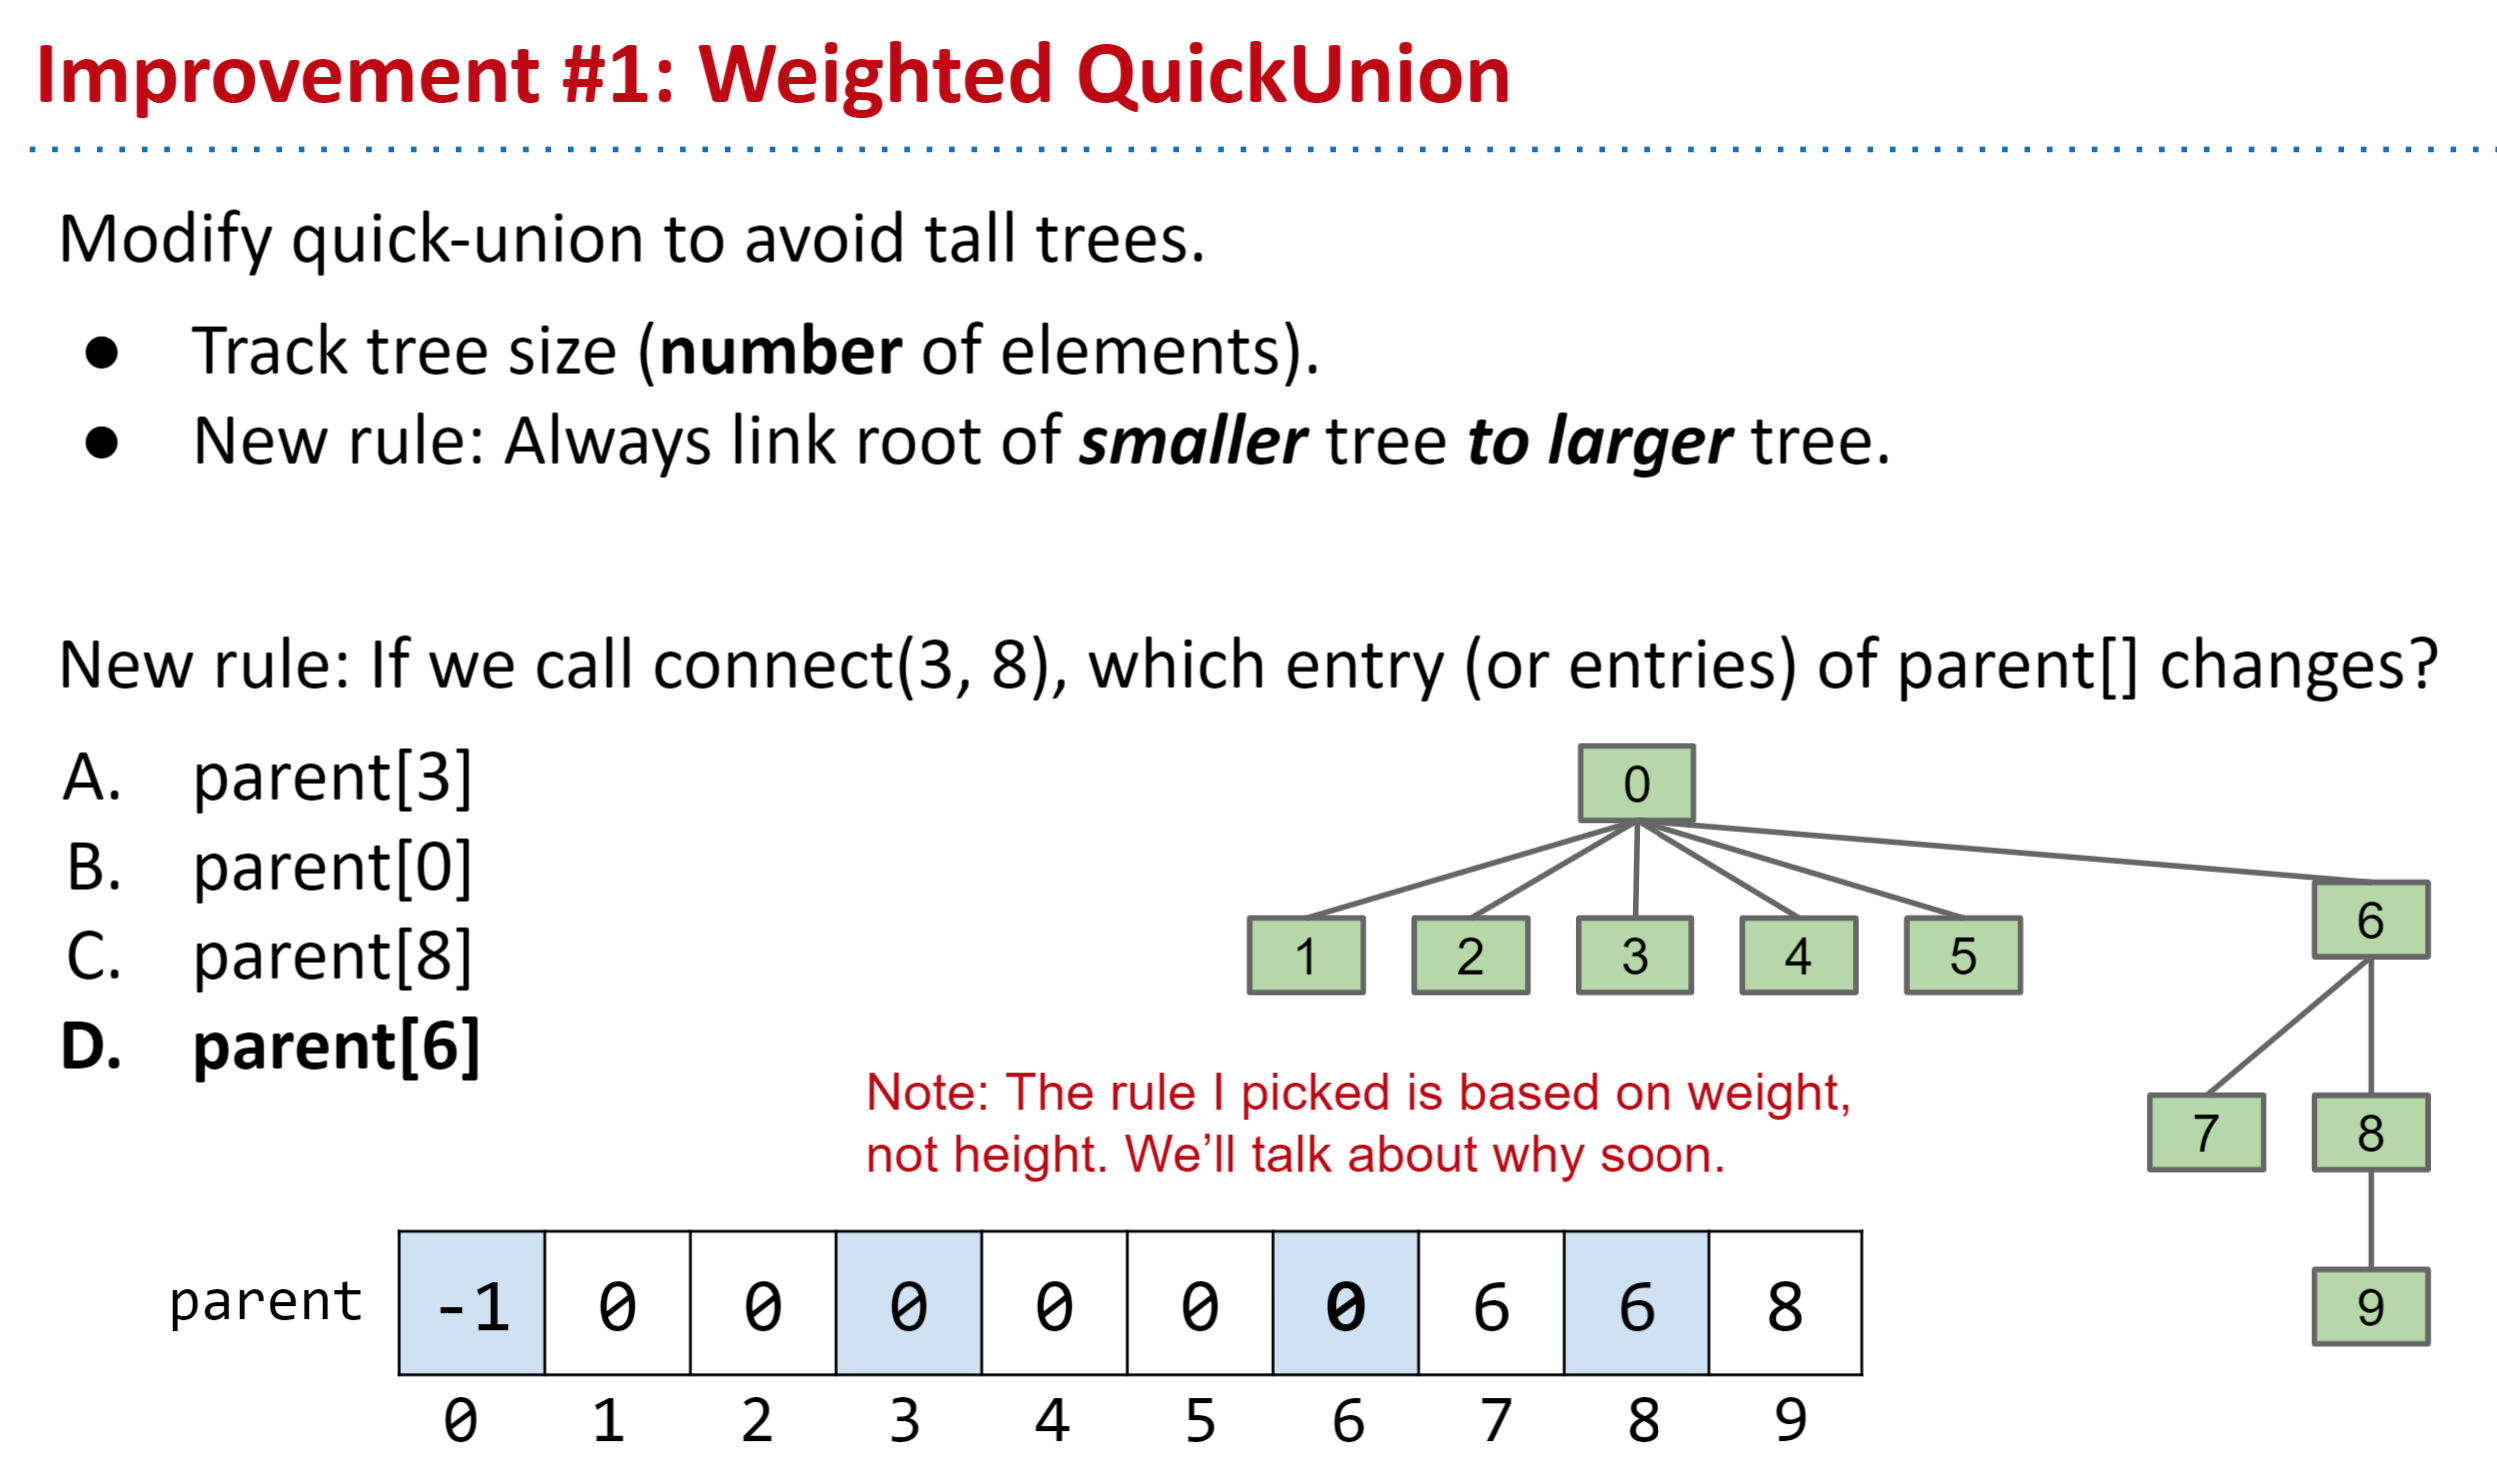 Improvement #1: Weighted QuickUnion
Modify quick-union to avoid tall trees.
● Track tree size (number of elements).
● New rule: Always link root of smaller tree to larger tree.
New rule: If we call connect(3, 8), which entry (or entries) of parent[] changes?
A. parent[3]
B. parent[0]
C. parent[8]
D. parent[6]
0
1 2 3 4 5 6
7 8
9
Note: The rule I picked is based on weight,
not height. We’ll talk about why soon.
parent -1 0 0 0 0 0 0 6 6 8
0 1 2 3 4 5 6 7 8 9